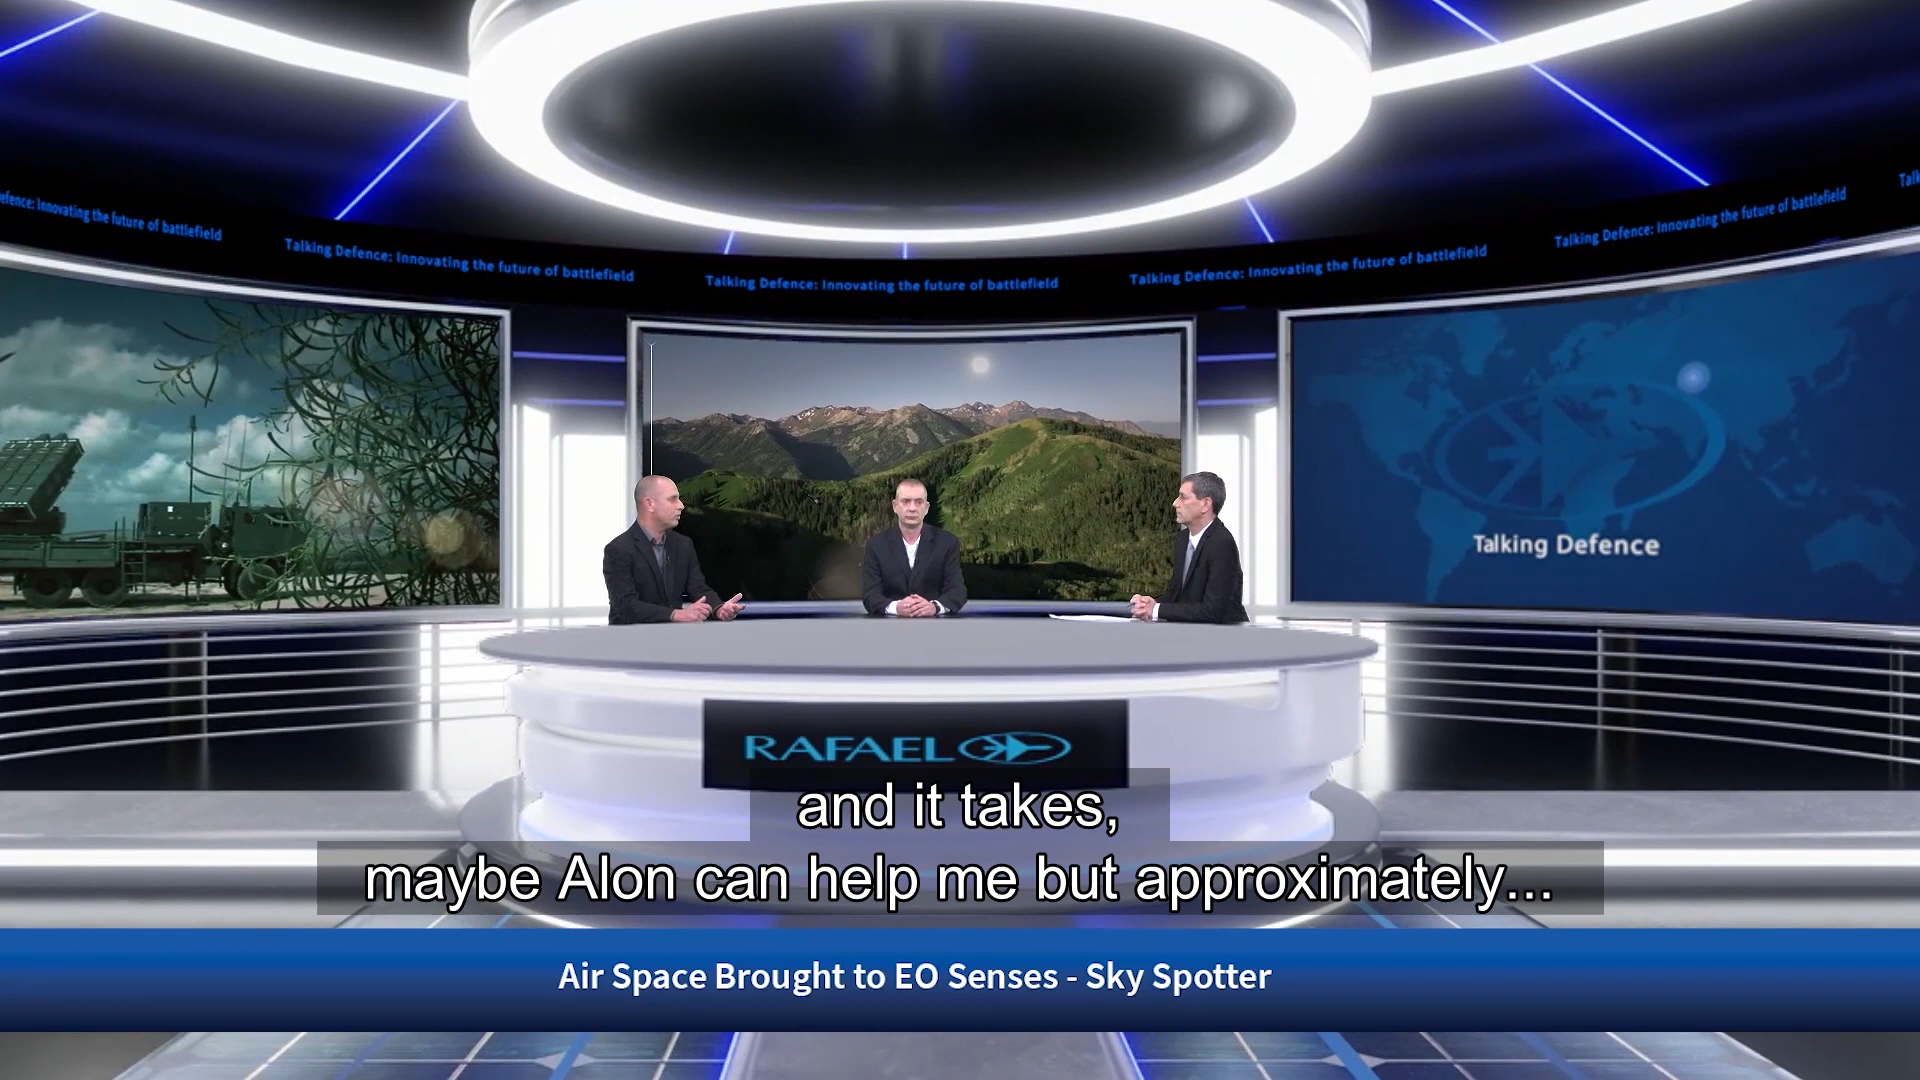 efence: Innovating the future of battlefield
Talking Defence: Innovating the future of battlefield
Talking Defence: Innovating the future of battlefield
Talking Defence: Innovating the future of battlefield
Talking Defence: Innovating the future of battlefield
Talk
Talking Defence
RAFAEL
and it takes,
maybe Alon can help me but approximately...
Air Space Brought to EO Senses - Sky Spotter